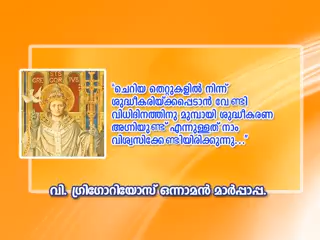 "ചെറിയ തെറ്റുകളിൽ നിന്ന്
ശുദ്ധീകരിയ്ക്കപ്പെടാൻ വേണ്ടി
വിധിദിനത്തിനു മുമ്പായി ശുദ്ധീകരണ
അഗ്നിയുണ്ട് എന്നുള്ളത് നാം
വിശ്വസിക്കേണ്ടിയിരിക്കുന്നു..."
വി. ഗ്രിഗോറിയോസ് ഒന്നാമൻ മാർപ്പാപ്പ.